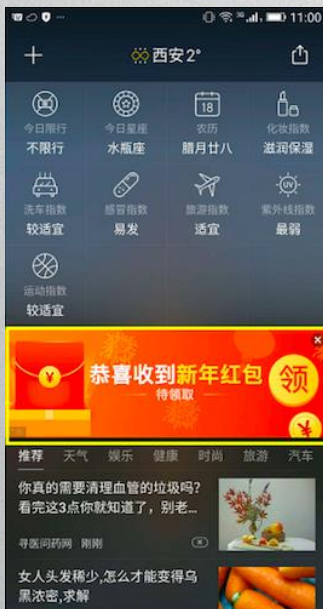 11:00
西安 2°
今日限行
不限行
今日星座
水瓶座
农历
18
腊月廿八
化妆指数
滋润保湿
洗车指数
较适宜
感冒指数
易发
旅游指数
适宜
UV
紫外线指数
最弱
运动指数
较适宜
恭喜收到新年红包
待领取
领
推荐 天气 娱乐 健康 时尚 旅游 汽车
你真的需要清理血管的垃圾吗?
看完这3点你就知道了，别老...
寻医问药网 刚刚
女人头发稀少,怎么才能变得乌
黑浓密,求解